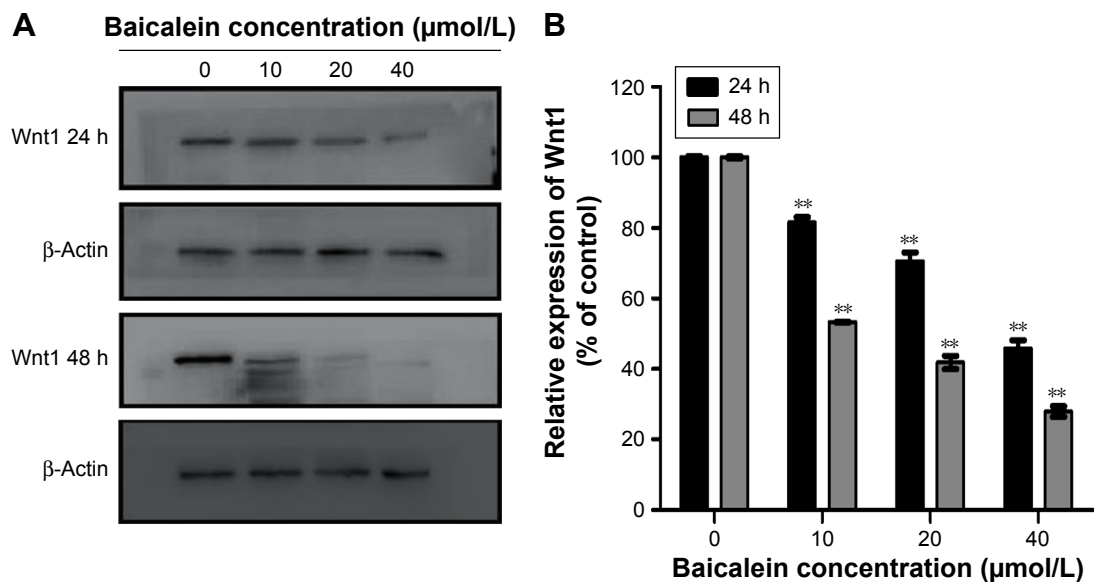 A
Baicalein concentration (µmol/L)
0 10 20 40
Wnt1 24 h
β-Actin
Wnt1 48 h
β-Actin
B
Relative expression of Wnt1
(% of control)
120
100
80
60
40
20
0
24 h
48 h
**
**
**
**
**
**
0 10 20 40
Baicalein concentration (µmol/L)